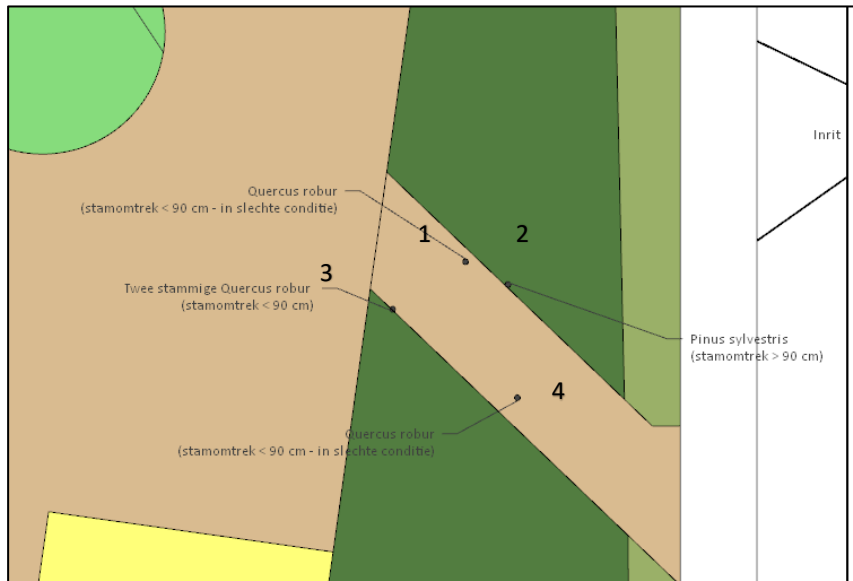 Inrit
Quercus robur
(stamomtrek < 90 cm - in slechte conditie)
1
2
3
Twee stammige Quercus robur
(stamomtrek < 90 cm)
Pinus sylvestris
(stamomtrek > 90 cm)
4
Quercus robur
(stamomtrek < 90 cm - in slechte conditie)